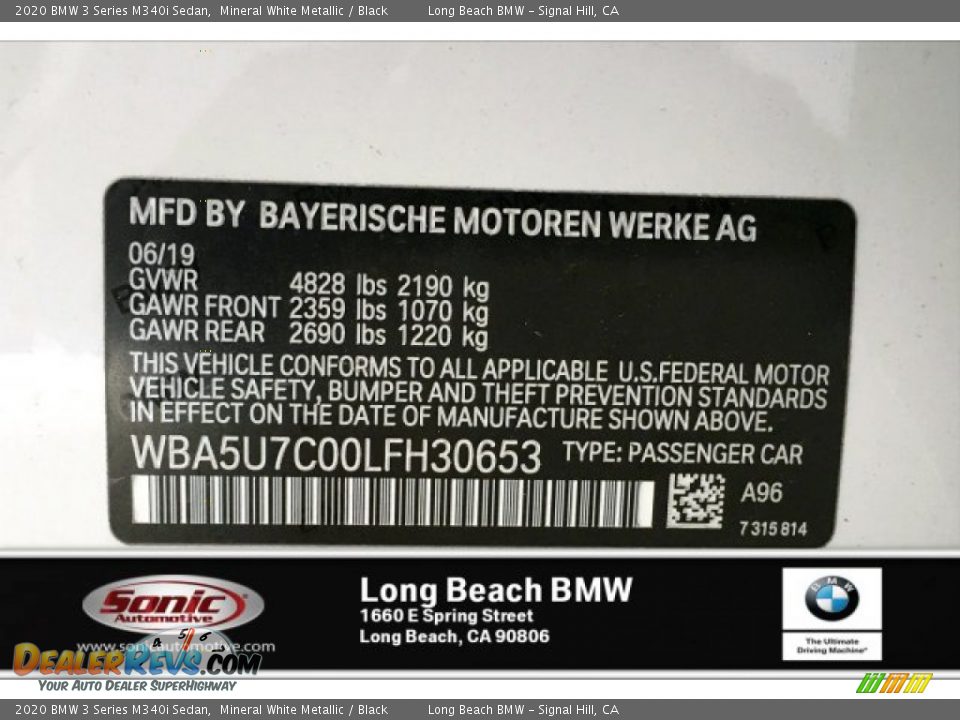 2020 BMW 3 Series M340i Sedan,  Mineral White Metallic / Black  Long Beach BMW – Signal Hill, CA
MFD BY BAYERISCHE MOTOREN WERKE AG
06/19
GVWR 4828 lbs 2190 kg
GAWR FRONT 2359 lbs 1070 kg
GAWR REAR 2690 lbs 1220 kg
THIS VEHICLE CONFORMS TO ALL APPLICABLE U.S.FEDERAL MOTOR
VEHICLE SAFETY, BUMPER AND THEFT PREVENTION STANDARDS
IN EFFECT ON THE DATE OF MANUFACTURE SHOWN ABOVE.
WBA5U7C00LFH30653 TYPE: PASSENGER CAR
A96
7 315 814
Sonic
Automotive
www.sonicautomotive.com
Long Beach BMW
1660 E Spring Street
Long Beach, CA 90806
BMW
The Ultimate
Driving Machine®
4 5 6
DEALERREVS.COM
YOUR AUTO DEALER SUPERHIGHWAY
2020 BMW 3 Series M340i Sedan,  Mineral White Metallic / Black  Long Beach BMW – Signal Hill, CA